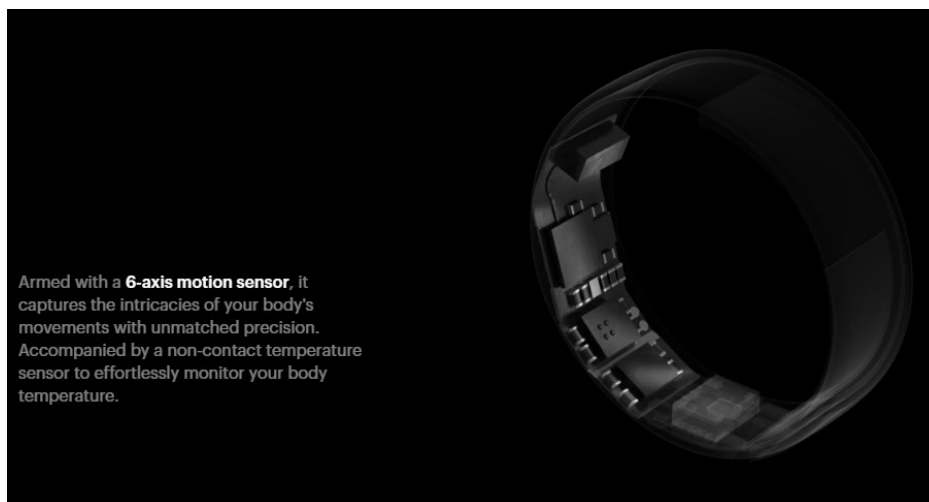 Armed with a 6-axis motion sensor, it
captures the intricacies of your body's
movements with unmatched precision.
Accompanied by a non-contact temperature
sensor to effortlessly monitor your body
temperature.